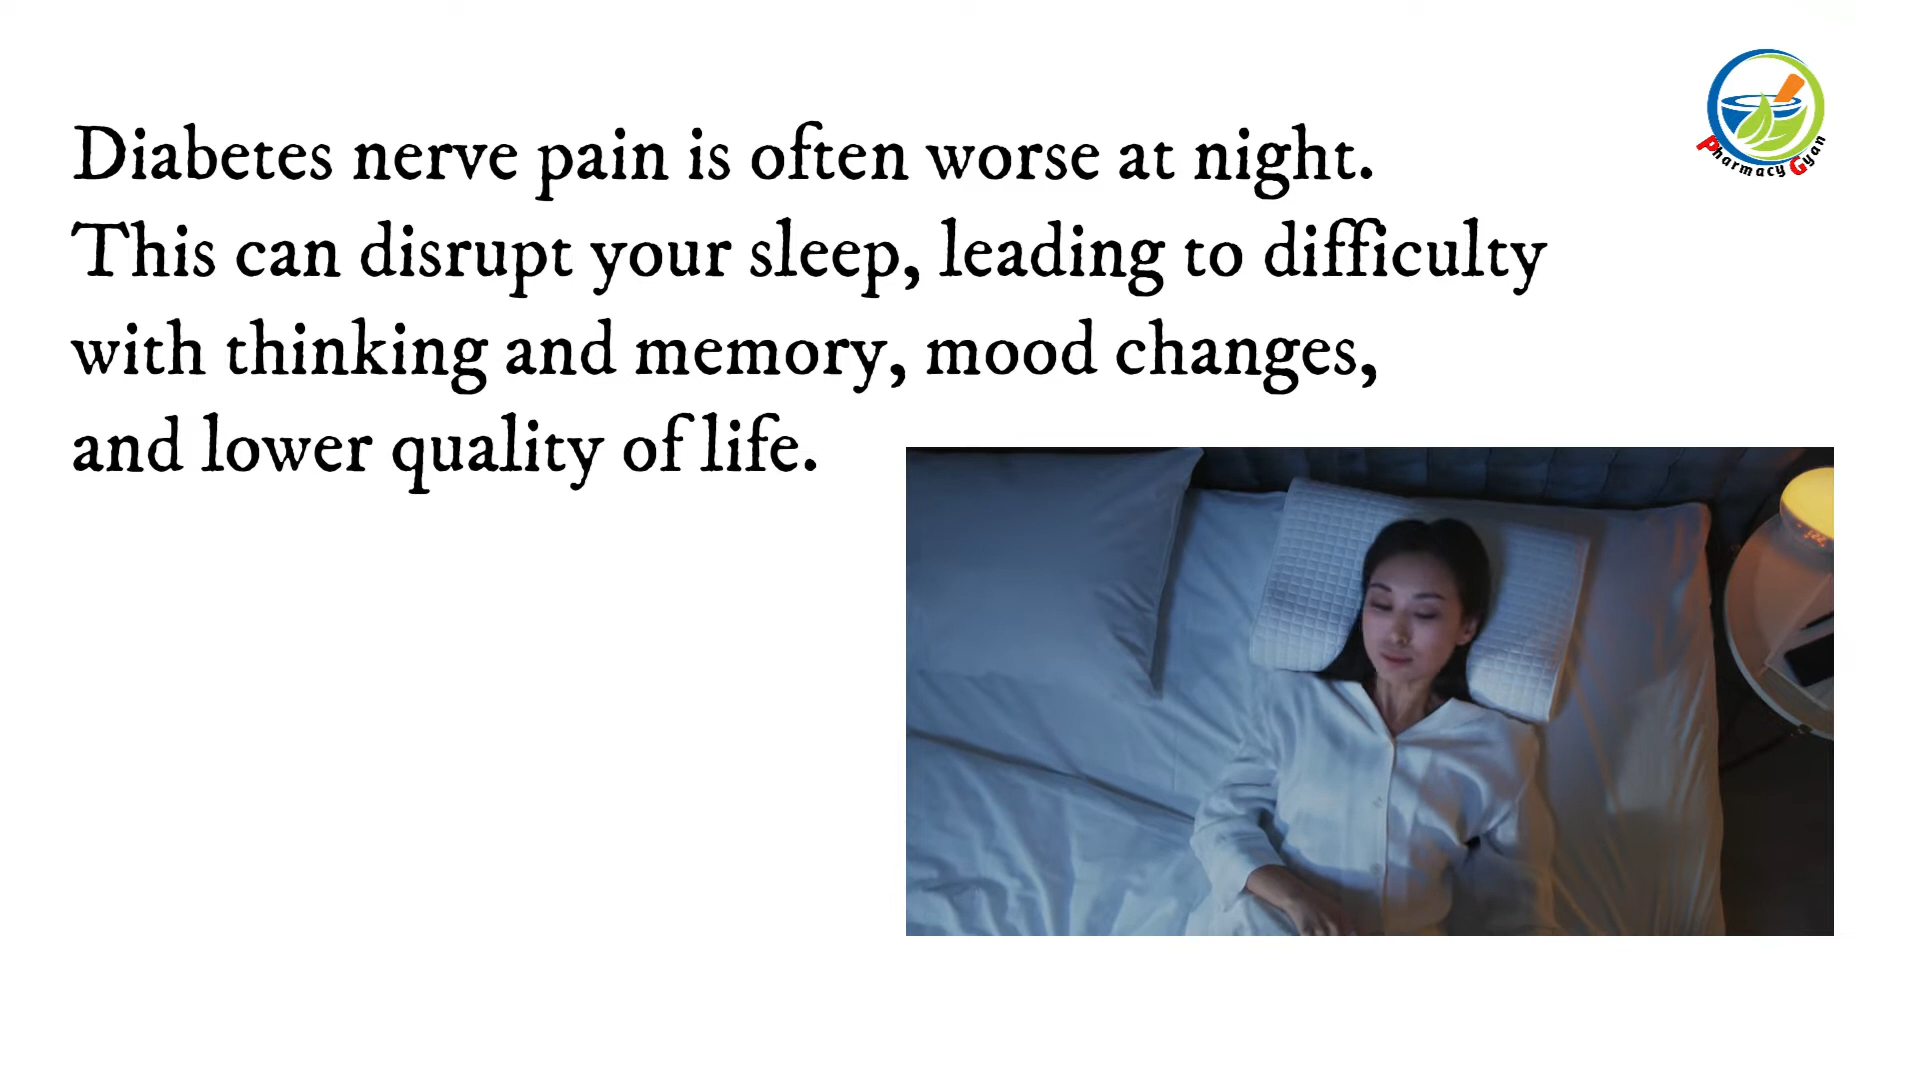 Diabetes nerve pain is often worse at night.
This can disrupt your sleep, leading to difficulty
with thinking and memory, mood changes,
and lower quality of life.
Pharmacy Gyan